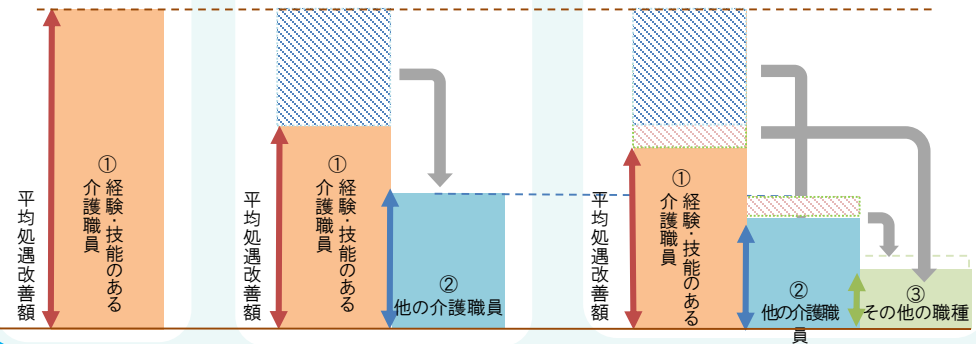 平均処遇改善額
①
経験・技能のある
介護職員
平均処遇改善額
①
経験・技能のある
介護職員
②
他の介護職員
平均処遇改善額
①
経験・技能のある
介護職員
②
他の介護職
員
③
その他の職種